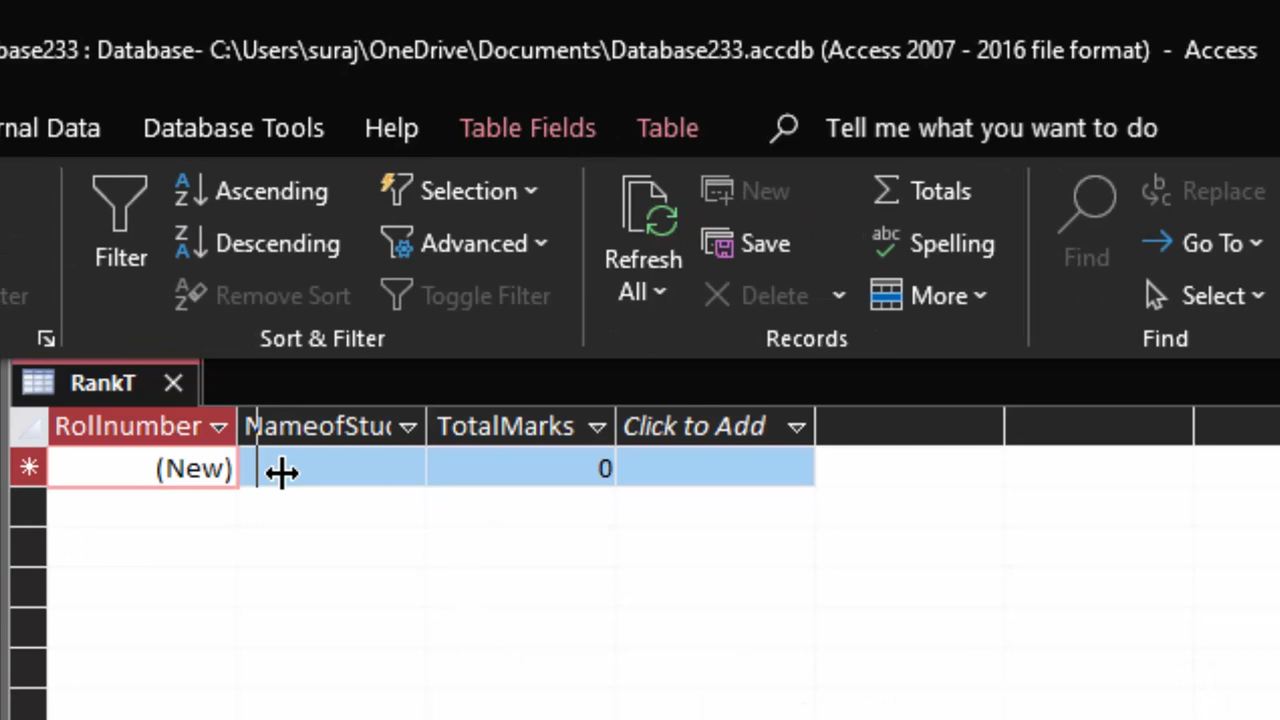 base233 : Database- C:\Users\suraj\OneDrive\Documents\Database233.accdb (Access 2007 - 2016 file format) - Access
rnal Data Database Tools Help Table Fields Table Tell me what you want to do
Filter
Ascending
Descending
Remove Sort
Selection
Advanced
Toggle Filter
Sort & Filter
Refresh
All
New
Save
Delete
Totals
Spelling
More
Records
Find
Replace
Go To
Select
Find
ter
RankT
Rollnumber NameofStud TotalMarks Click to Add
(New) 0